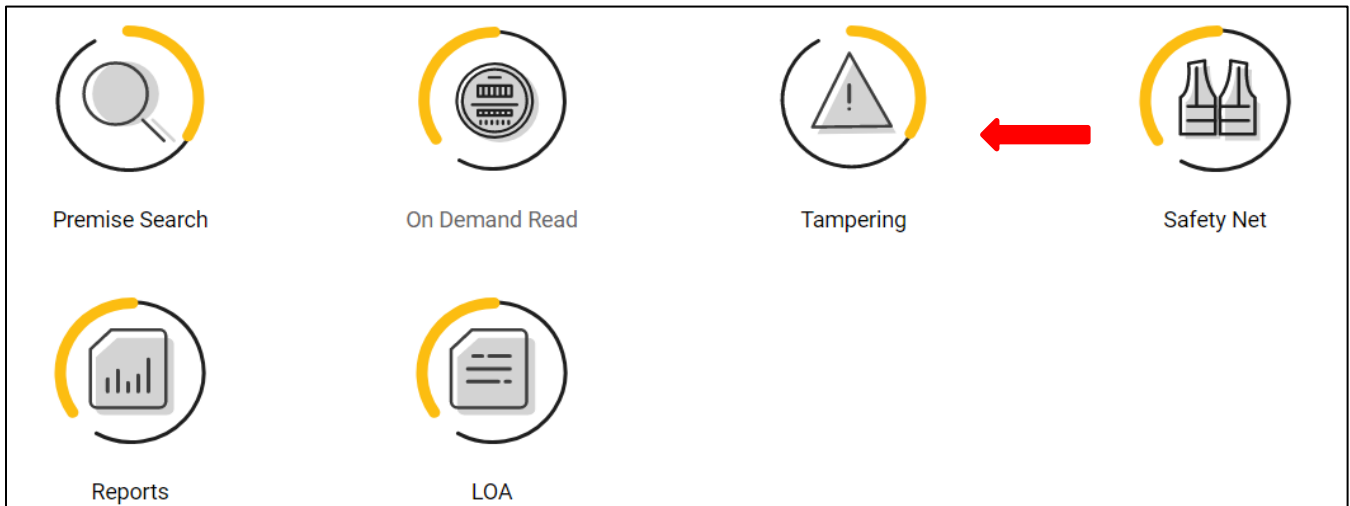 Premise Search
On Demand Read
Tampering
Safety Net
Reports
LOA